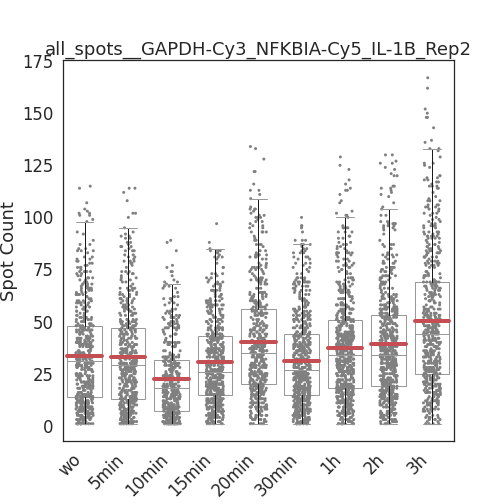 all_spots__GAPDH-Cy3_NFKBIA-Cy5_IL-1B_Rep2
175
150
125
100
75
50
25
0
Spot Count
wo
5min
10min
15min
20min
30min
1h
2h
3h